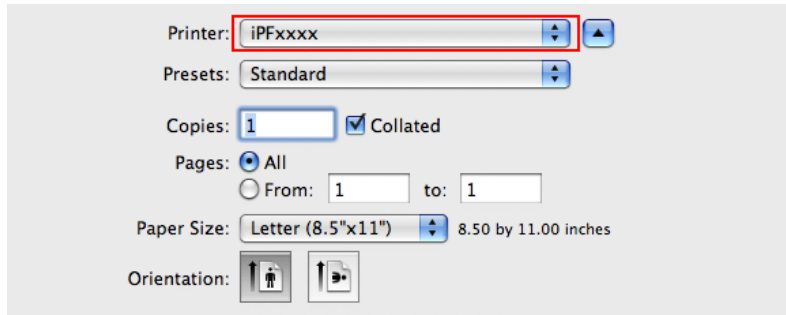 Printer: iPFxxxx
Presets: Standard
Copies: 1 Collated
Pages: All
From: 1 to: 1
Paper Size: Letter (8.5"x11") 8.50 by 11.00 inches
Orientation: